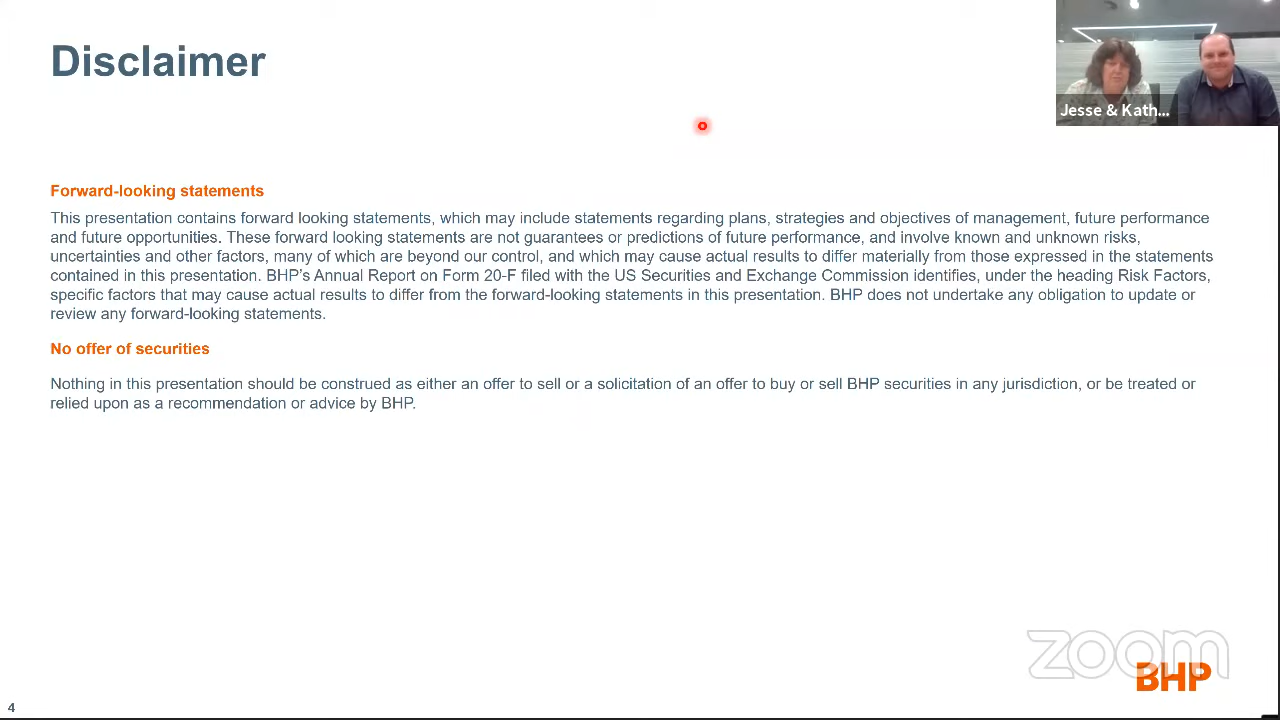 Disclaimer
Jesse & Kath...
Forward-looking statements
This presentation contains forward looking statements, which may include statements regarding plans, strategies and objectives of management, future performance
and future opportunities. These forward looking statements are not guarantees or predictions of future performance, and involve known and unknown risks,
uncertainties and other factors, many of which are beyond our control, and which may cause actual results to differ materially from those expressed in the statements
contained in this presentation. BHP’s Annual Report on Form 20-F filed with the US Securities and Exchange Commission identifies, under the heading Risk Factors,
specific factors that may cause actual results to differ from the forward-looking statements in this presentation. BHP does not undertake any obligation to update or
review any forward-looking statements.
No offer of securities
Nothing in this presentation should be construed as either an offer to sell or a solicitation of an offer to buy or sell BHP securities in any jurisdiction, or be treated or
relied upon as a recommendation or advice by BHP.
zoom
BHP
4